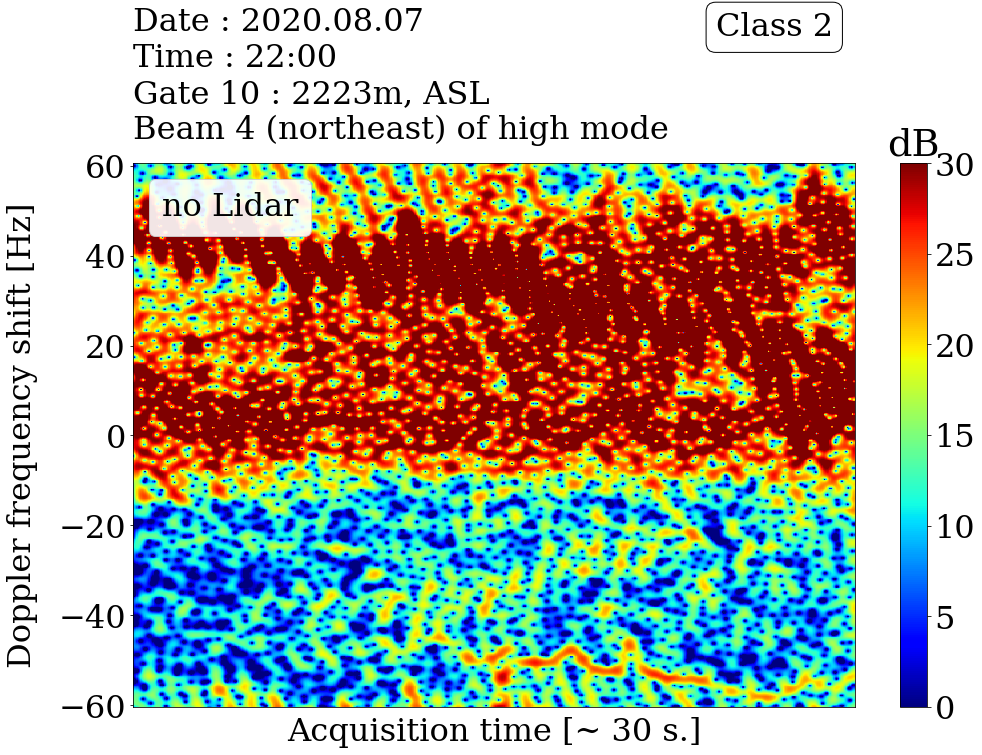 Date : 2020.08.07
Time : 22:00
Gate 10 : 2223m, ASL
Beam 4 (northeast) of high mode
Class 2
dB
no Lidar
60
40
20
0
−20
−40
−60
Doppler frequency shift [Hz]
Acquisition time [~ 30 s.]
30
25
20
15
10
5
0